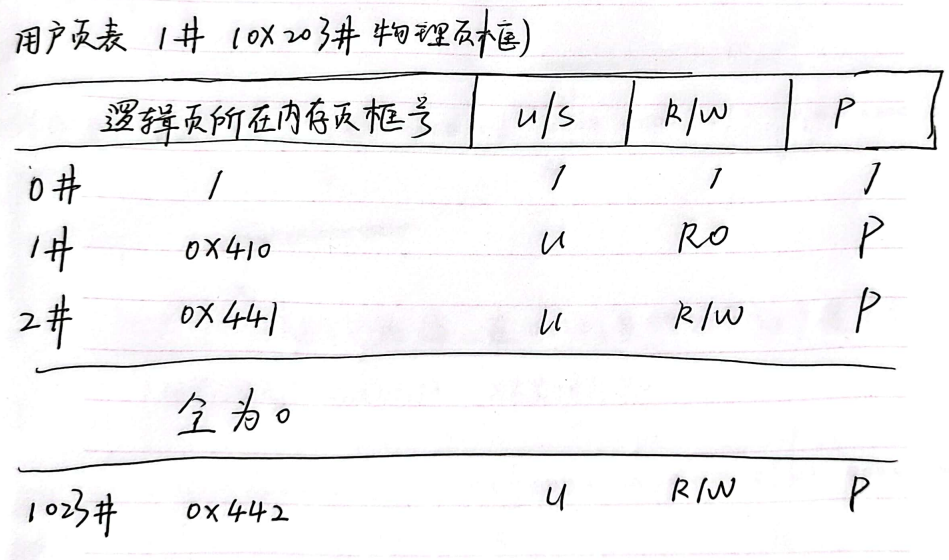 用户页表 1# (0X203# 物理页框)
逻辑页所在内存页框号 U/S R/W P
0# / / / /
1# 0X410 U RO P
2# 0X441 U R/W P
全为0
1023# 0x442 U R/W P